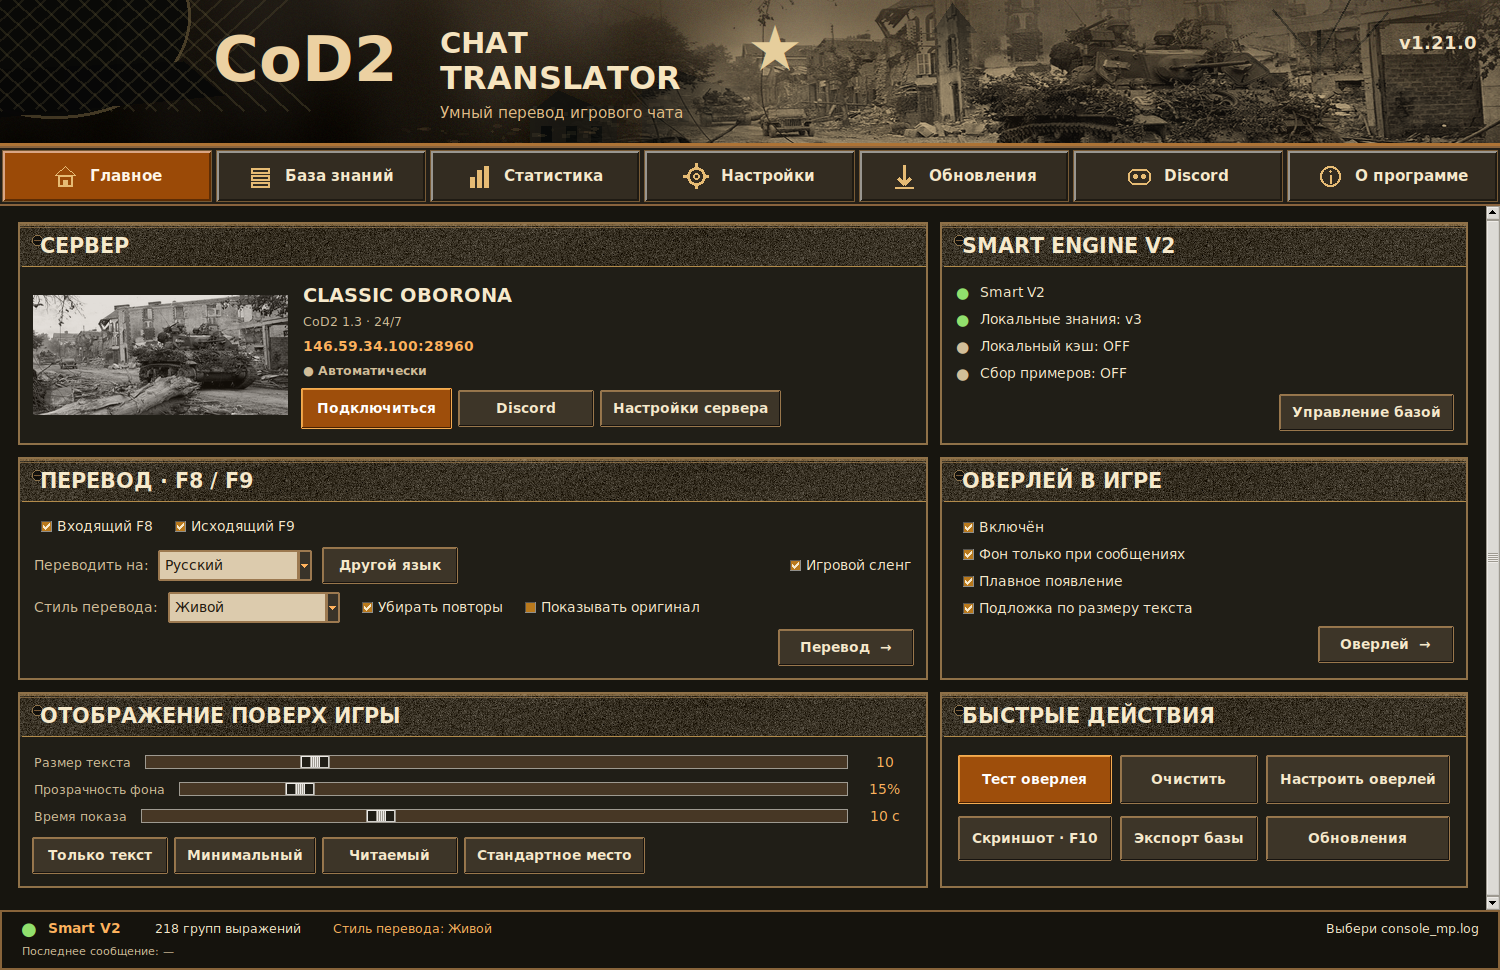 CoD2
CHAT
TRANSLATOR
Умный перевод игрового чата
v1.21.0
Главное
База знаний
Статистика
Настройки
Обновления
Discord
О программе
СЕРВЕР
CLASSIC OBORONA
CoD2 1.3 · 24/7
146.59.34.100:28960
● Автоматически
Подключиться
Discord
Настройки сервера
SMART ENGINE V2
Smart V2
Локальные знания: v3
Локальный кэш: OFF
Сбор примеров: OFF
Управление базой
ПЕРЕВОД · F8 / F9
Входящий F8
Исходящий F9
Переводить на:
Русский
Другой язык
Игровой сленг
Стиль перевода:
Живой
Убирать повторы
Показывать оригинал
Перевод →
ОВЕРЛЕЙ В ИГРЕ
Включён
Фон только при сообщениях
Плавное появление
Подложка по размеру текста
Оверлей →
ОТОБРАЖЕНИЕ ПОВЕРХ ИГРЫ
Размер текста
10
Прозрачность фона
15%
Время показа
10 с
Только текст
Минимальный
Читаемый
Стандартное место
БЫСТРЫЕ ДЕЙСТВИЯ
Тест оверлея
Очистить
Настроить оверлей
Скриншот · F10
Экспорт базы
Обновления
Smart V2
218 групп выражений
Стиль перевода: Живой
Выбери console_mp.log
Последнее сообщение: —